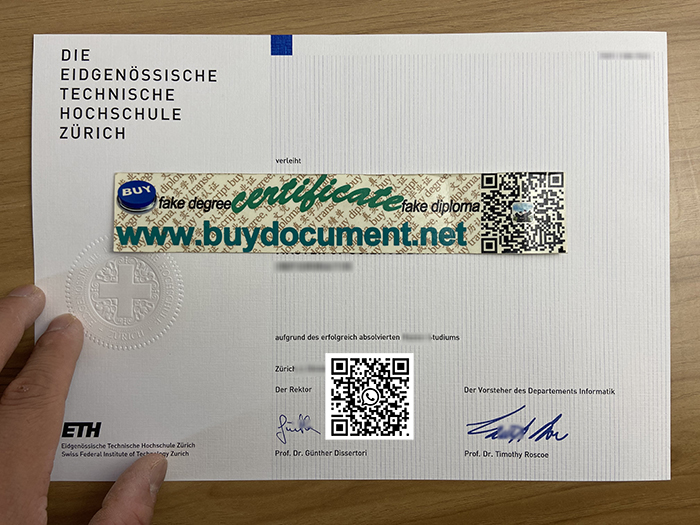 DIE
EIDGENÖSSISCHE
TECHNISCHE
HOCHSCHULE
ZÜRICH
verleiht
BUY
fake degree certificate fake diploma
www.buydocument.net
aufgrund des erfolgreich absolvierten studiums
Zürich
Der Rektor
Der Vorsteher des Departements Informatik
Prof. Dr. Günther Dissertori
Prof. Dr. Timothy Roscoe
ETH
Eidgenössische Technische Hochschule Zürich
Swiss Federal Institute of Technology Zurich